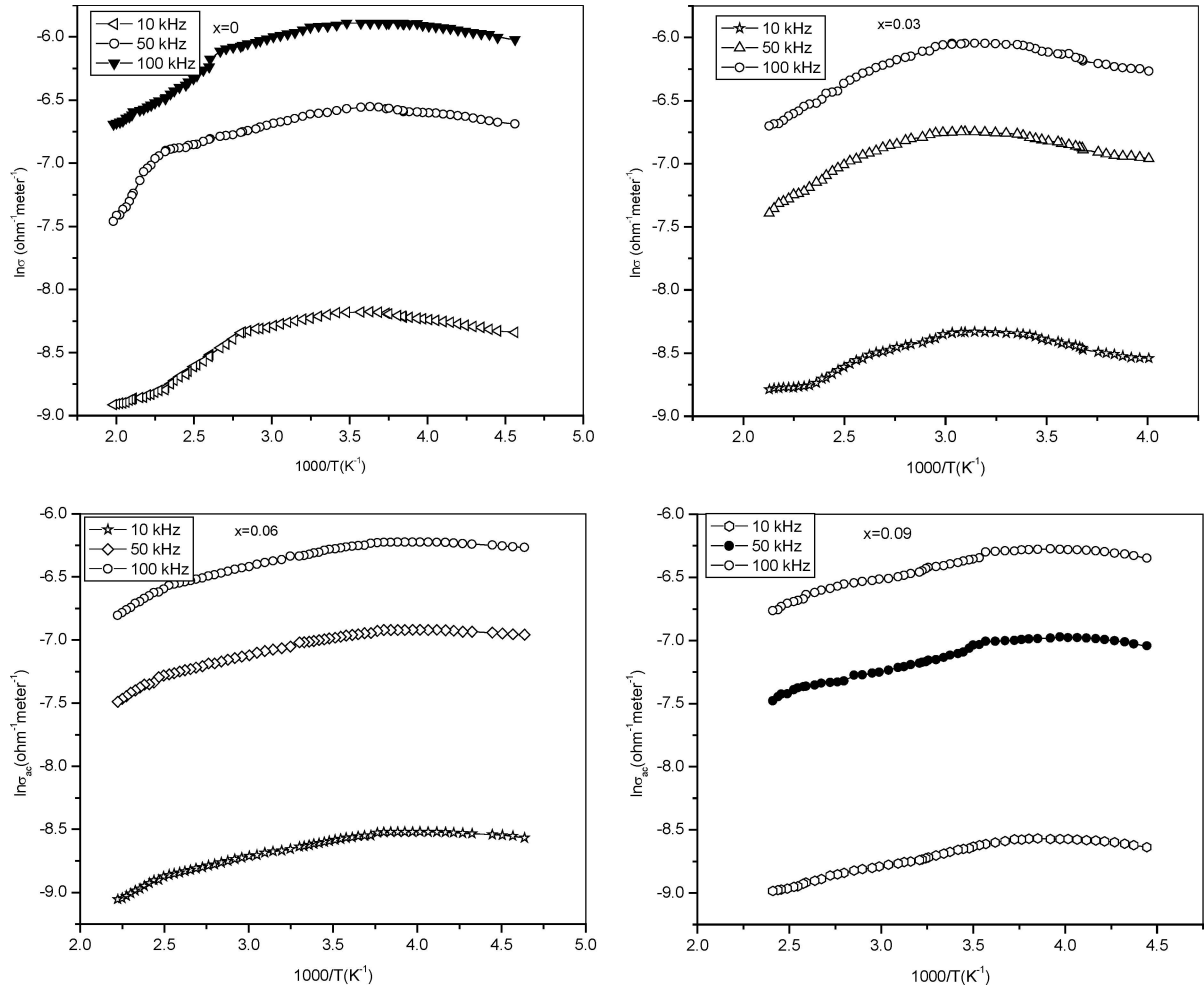 x=0
10 kHz
50 kHz
100 kHz
-6.0
-6.5
-7.0
-7.5
-8.0
-8.5
-9.0
lnσ (ohm⁻¹meter⁻¹)
2.0 2.5 3.0 3.5 4.0 4.5 5.0
1000/T(K⁻¹)
x=0.03
10 kHz
50 kHz
100 kHz
-6.0
-6.5
-7.0
-7.5
-8.0
-8.5
-9.0
lnσ (ohm⁻¹meter⁻¹)
2.0 2.5 3.0 3.5 4.0
1000/T(K⁻¹)
x=0.06
10 kHz
50 kHz
100 kHz
-6.0
-6.5
-7.0
-7.5
-8.0
-8.5
-9.0
lnσac(ohm⁻¹meter⁻¹)
2.0 2.5 3.0 3.5 4.0 4.5 5.0
1000/T(K⁻¹)
x=0.09
10 kHz
50 kHz
100 kHz
-6.0
-6.5
-7.0
-7.5
-8.0
-8.5
-9.0
lnσac(ohm⁻¹meter⁻¹)
2.0 2.5 3.0 3.5 4.0 4.5
1000/T(K⁻¹)